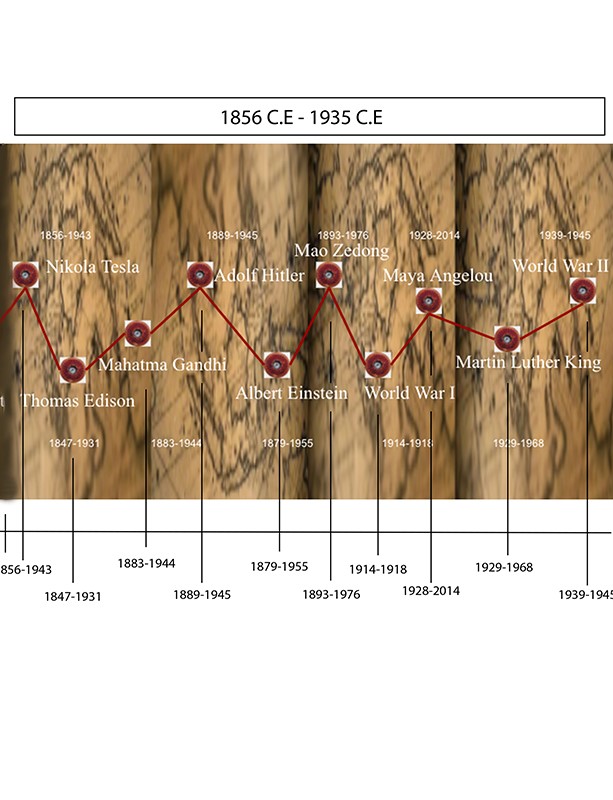 1856 C.E - 1935 C.E
1856-1943
1889-1945
1893-1976
1928-2014
1939-1945
Nikola Tesla
Adolf Hitler
Mao Zedong
Maya Angelou
World War II
Mahatma Gandhi
Martin Luther King
t
Thomas Edison
Albert Einstein
World War I
1847-1931
1883-1944
1879-1955
1914-1918
1929-1968
856-1943
1883-1944
1879-1955
1914-1918
1929-1968
1847-1931
1889-1945
1893-1976
1928-2014
1939-1945